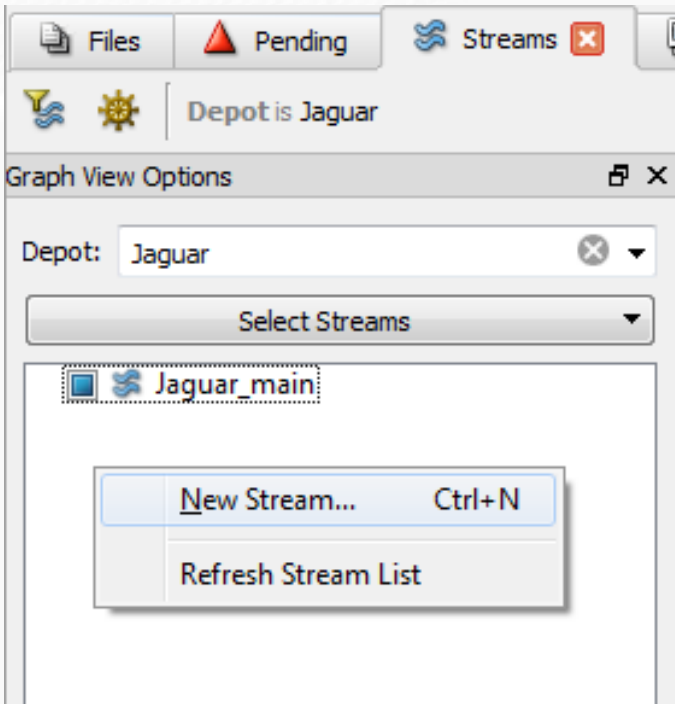 Files Pending Streams
Depot is Jaguar
Graph View Options
Depot: Jaguar
Select Streams
Jaguar_main
New Stream... Ctrl+N
Refresh Stream List